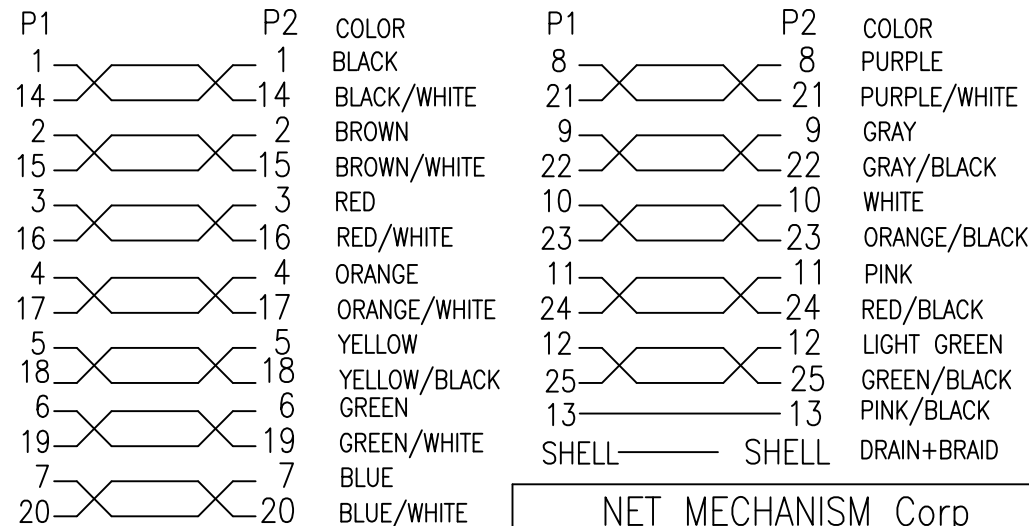 P1 P2 COLOR
1 1 BLACK
14 14 BLACK/WHITE
2 2 BROWN
15 15 BROWN/WHITE
3 3 RED
16 16 RED/WHITE
4 4 ORANGE
17 17 ORANGE/WHITE
5 5 YELLOW
18 18 YELLOW/BLACK
6 6 GREEN
19 19 GREEN/WHITE
7 7 BLUE
20 20 BLUE/WHITE
P1 P2 COLOR
8 8 PURPLE
21 21 PURPLE/WHITE
9 9 GRAY
22 22 GRAY/BLACK
10 10 WHITE
23 23 ORANGE/BLACK
11 11 PINK
24 24 RED/BLACK
12 12 LIGHT GREEN
25 25 GREEN/BLACK
13 13 PINK/BLACK
SHELL SHELL DRAIN+BRAID
NET MECHANISM Corp